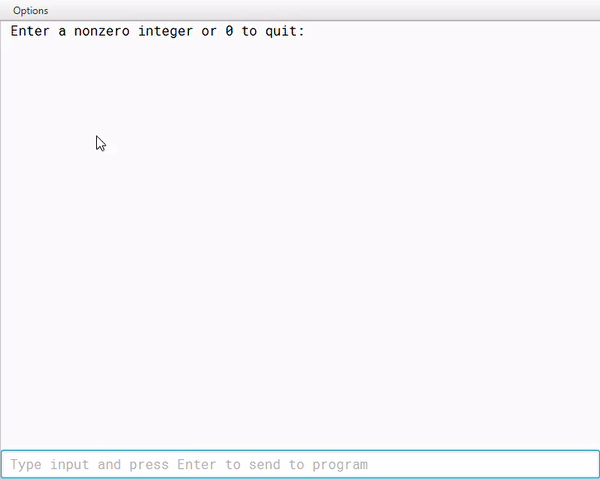 Options
Enter a nonzero integer or 0 to quit:
Type input and press Enter to send to program